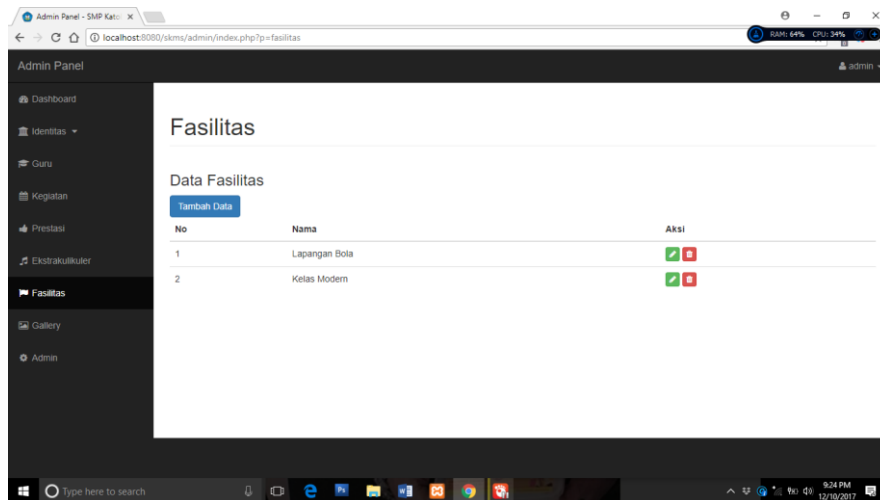 Admin Panel - SMP Kato
localhost:8080/skms/admin/index.php?p=fasilitas
RAM: 64% CPU: 34%
Admin Panel
admin
Dashboard
Identitas
Guru
Kegiatan
Prestasi
Ekstrakulikuler
Fasilitas
Gallery
Admin
Fasilitas
Data Fasilitas
Tambah Data
No Nama Aksi
1 Lapangan Bola
2 Kelas Modern
Type here to search
Ps
9:24 PM
12/10/2017